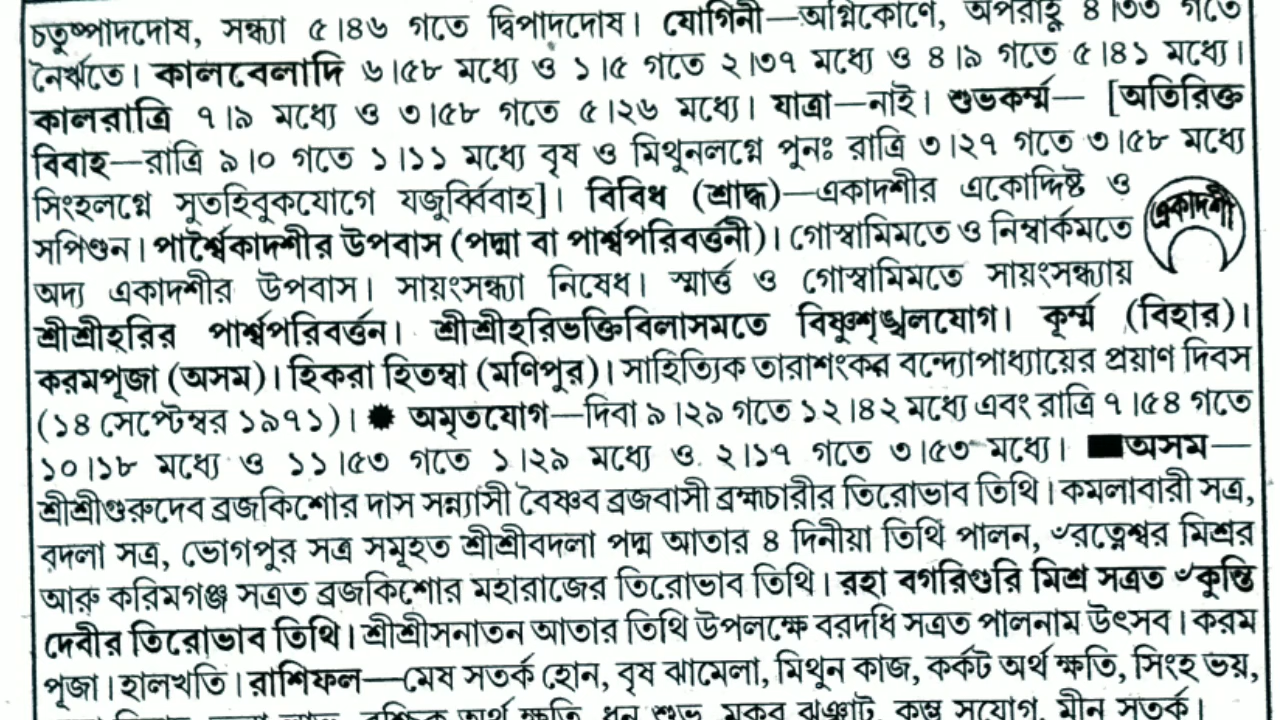 চতুষ্পাদদোষ, সন্ধ্যা ৫।৪৬ গতে দ্বিপাদদোষ। যোগিনী—অগ্নিকোণে, অপরাহ্ণ ৪।৩৩ গতে
নৈর্ঋতে। কালবেলাদি ৬।৫৮ মধ্যে ও ১।৫ গতে ২।৩৭ মধ্যে ও ৪।৯ গতে ৫।৪১ মধ্যে।
কালরাত্রি ৭।৯ মধ্যে ও ৩।৫৮ গতে ৫।২৬ মধ্যে। যাত্রা—নাই। শুভকর্ম্ম— [অতিরিক্ত
বিবাহ—রাত্রি ৯।০ গতে ১।১১ মধ্যে বৃষ ও মিথুনলগ্নে পুনঃ রাত্রি ৩।২৭ গতে ৩।৫৮ মধ্যে
সিংহলগ্নে সুতহিবুকযোগে যজুর্ব্বিবাহ]। বিবিধ (শ্রাদ্ধ)—একাদশীর একোদ্দিষ্ট ও
একাদশী
সপিণ্ডন। পার্শ্বৈকাদশীর উপবাস (পদ্মা বা পার্শ্বপরিবর্ত্তনী)। গোস্বামিমতে ও নিম্বার্কমতে
অদ্য একাদশীর উপবাস। সায়ংসন্ধ্যা নিষেধ। স্মার্ত্ত ও গোস্বামিমতে সায়ংসন্ধ্যায়
শ্রীশ্রীহরির পার্শ্বপরিবর্ত্তন। শ্রীশ্রীহরিভক্তিবিলাসমতে বিষ্ণুশৃঙ্খলযোগ। কূর্ম্ম (বিহার)।
করমপূজা (অসম)। হিকরা হিতম্বা (মণিপুর)। সাহিত্যিক তারাশংকর বন্দ্যোপাধ্যায়ের প্রয়াণ দিবস
(১৪ সেপ্টেম্বর ১৯৭১)। ✹ অমৃতযোগ—দিবা ৯।২৯ গতে ১২।৪২ মধ্যে এবং রাত্রি ৭।৫৪ গতে
১০।১৮ মধ্যে ও ১১।৫৩ গতে ১।২৯ মধ্যে ও ২।১৭ গতে ৩।৫৩ মধ্যে। ■অসম—
শ্রীশ্রীগুরুদেব ব্রজকিশোর দাস সন্ন্যাসী বৈষ্ণব ব্রজবাসী ব্রহ্মচারীর তিরোভাব তিথি। কমলাবারী সত্র,
বদলা সত্র, ভোগপুর সত্র সমূহত শ্রীশ্রীবদলা পদ্ম আতার ৪ দিনীয়া তিথি পালন, ৺রত্নেশ্বর মিশ্রর
আরু করিমগঞ্জ সত্রত ব্রজকিশোর মহারাজের তিরোভাব তিথি। রহা বগরিগুরি মিশ্র সত্রত ৺কুন্তি
দেবীর তিরোভাব তিথি। শ্রীশ্রীসনাতন আতার তিথি উপলক্ষে বরদধি সত্রত পালনাম উৎসব। করম
পূজা। হালখতি। রাশিফল—মেষ সতর্ক হোন, বৃষ ঝামেলা, মিথুন কাজ, কর্কট অর্থ ক্ষতি, সিংহ ভয়,
বৃশ্চিক অর্থ ক্ষতি, ধনু শুভ, মকর ঝঞ্ঝাট, কুম্ভ সুযোগ, মীন সতর্ক।